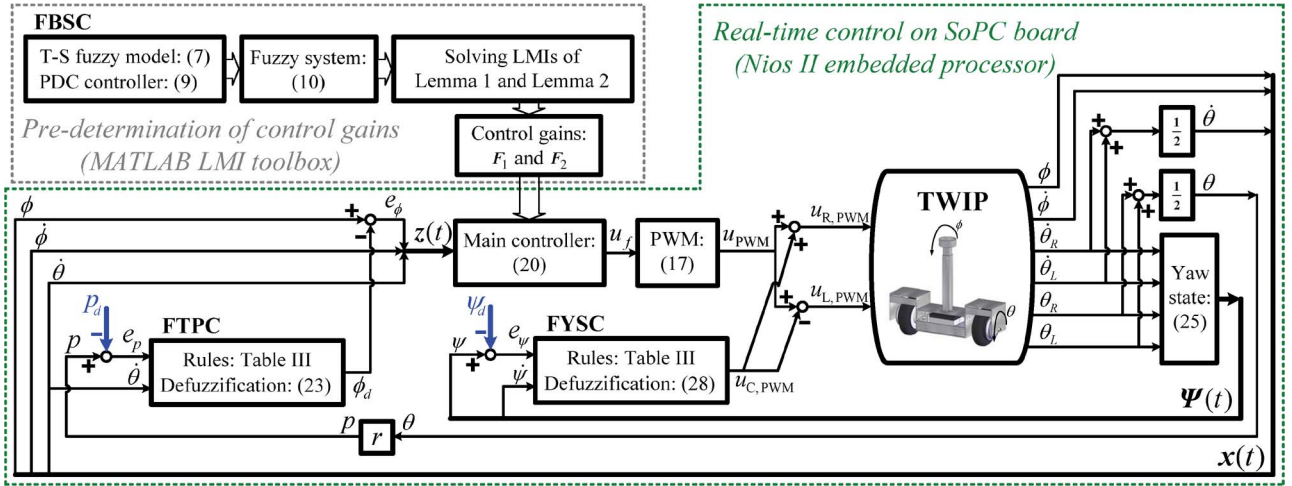 FBSC
T-S fuzzy model: (7)
PDC controller: (9)
Fuzzy system:
(10)
Solving LMIs of
Lemma 1 and Lemma 2
Pre-determination of control gains
(MATLAB LMI toolbox)
Control gains:
F₁ and F₂
Real-time control on SoPC board
(Nios II embedded processor)
ϕ
ϕ̇
θ̇
+
−
e_ϕ
z(t)
Main controller:
(20)
u_f
PWM:
(17)
u_PWM
+
+
u_R, PWM
+
−
u_L, PWM
TWIP
ϕ
θ
ϕ
ϕ̇
θ̇_R
θ̇_L
θ_R
θ_L
+
+
1/2
θ̇
+
+
1/2
θ
Yaw
state:
(25)
p_d
−
p
+
e_p
θ̇
FTPC
Rules: Table III
Defuzzification: (23)
ϕ_d
ψ_d
−
ψ
+
e_ψ
ψ̇
FYSC
Rules: Table III
Defuzzification: (28)
u_C, PWM
Ψ(t)
p
r
θ
x(t)